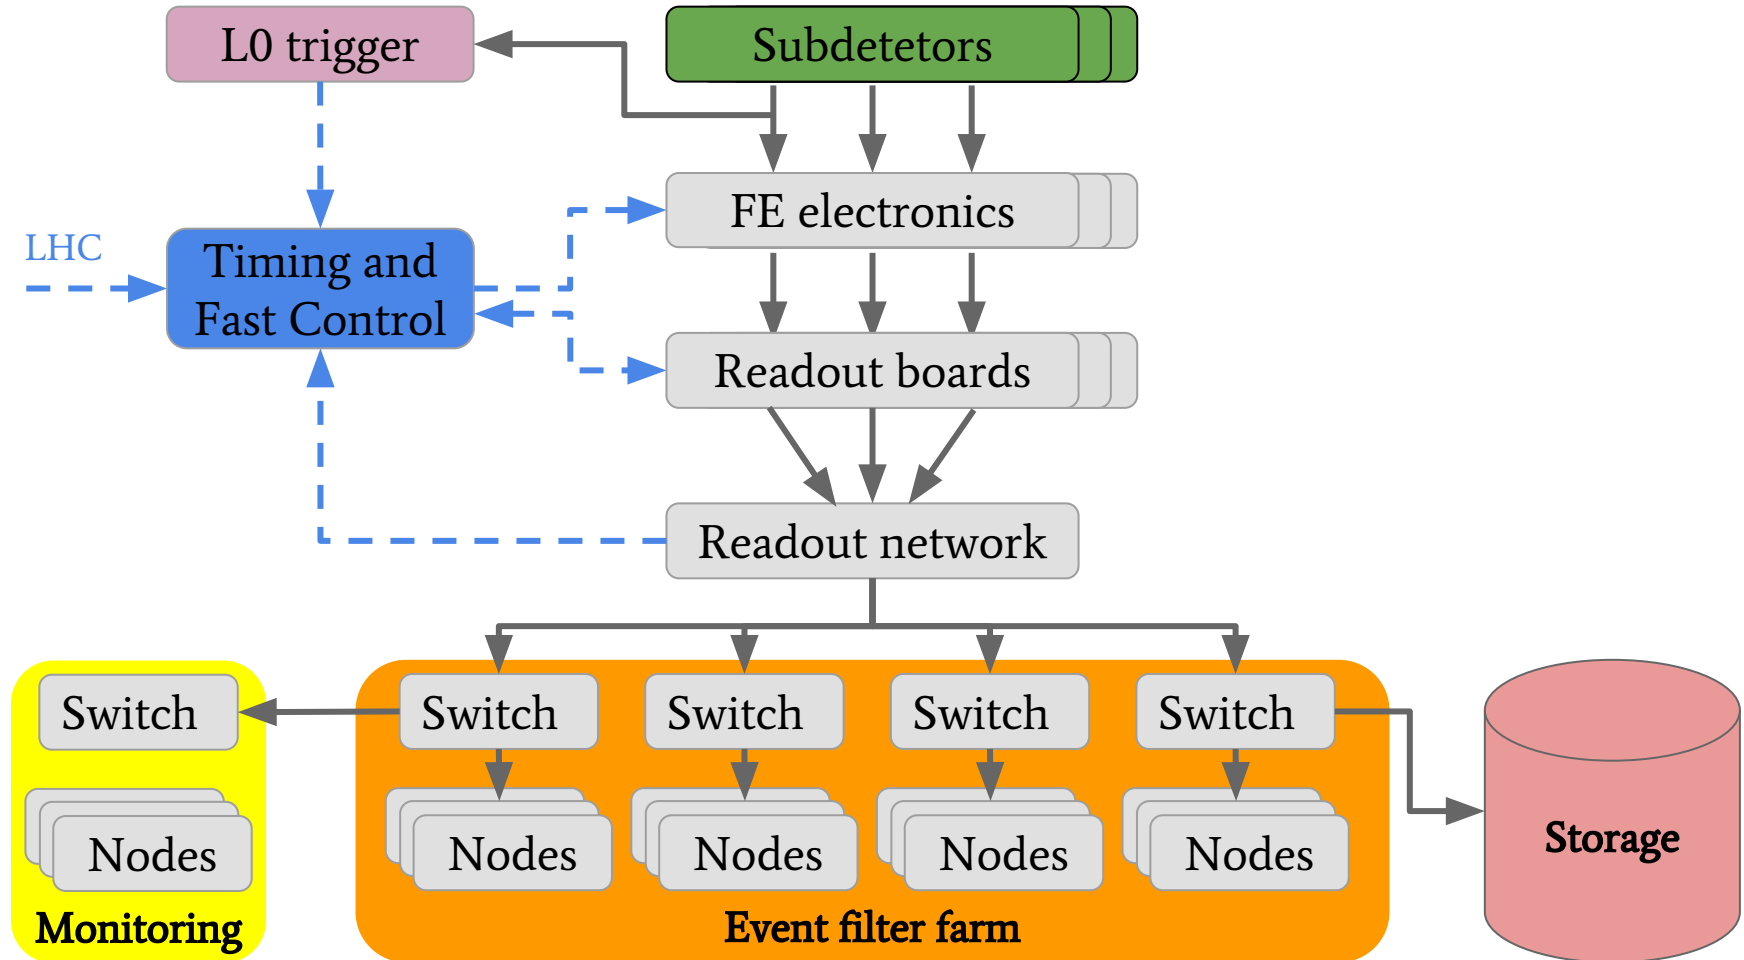 L0 trigger
Subdetetors
FE electronics
LHC
Timing and
Fast Control
Readout boards
Readout network
Switch
Switch
Switch
Switch
Switch
Nodes
Nodes
Nodes
Nodes
Nodes
Storage
Monitoring
Event filter farm